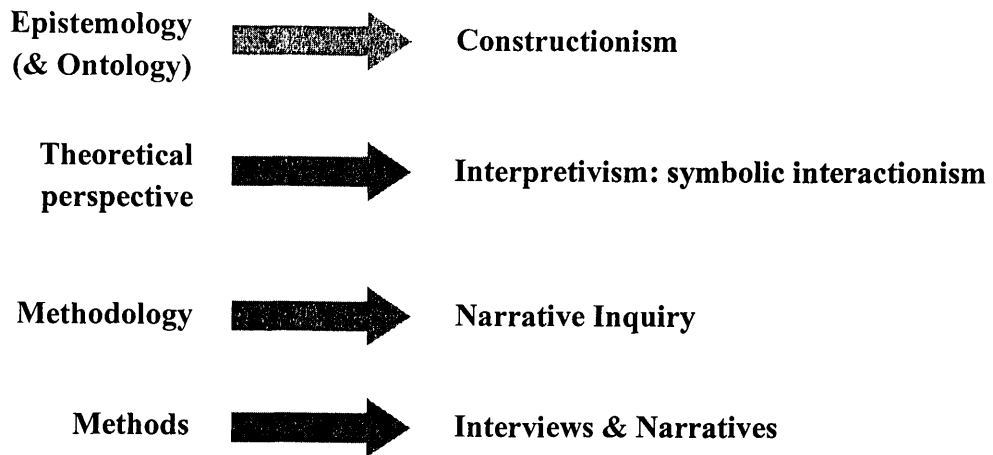 Epistemology
(& Ontology)
Constructionism
Theoretical
perspective
Interpretivism: symbolic interactionism
Methodology
Narrative Inquiry
Methods
Interviews & Narratives